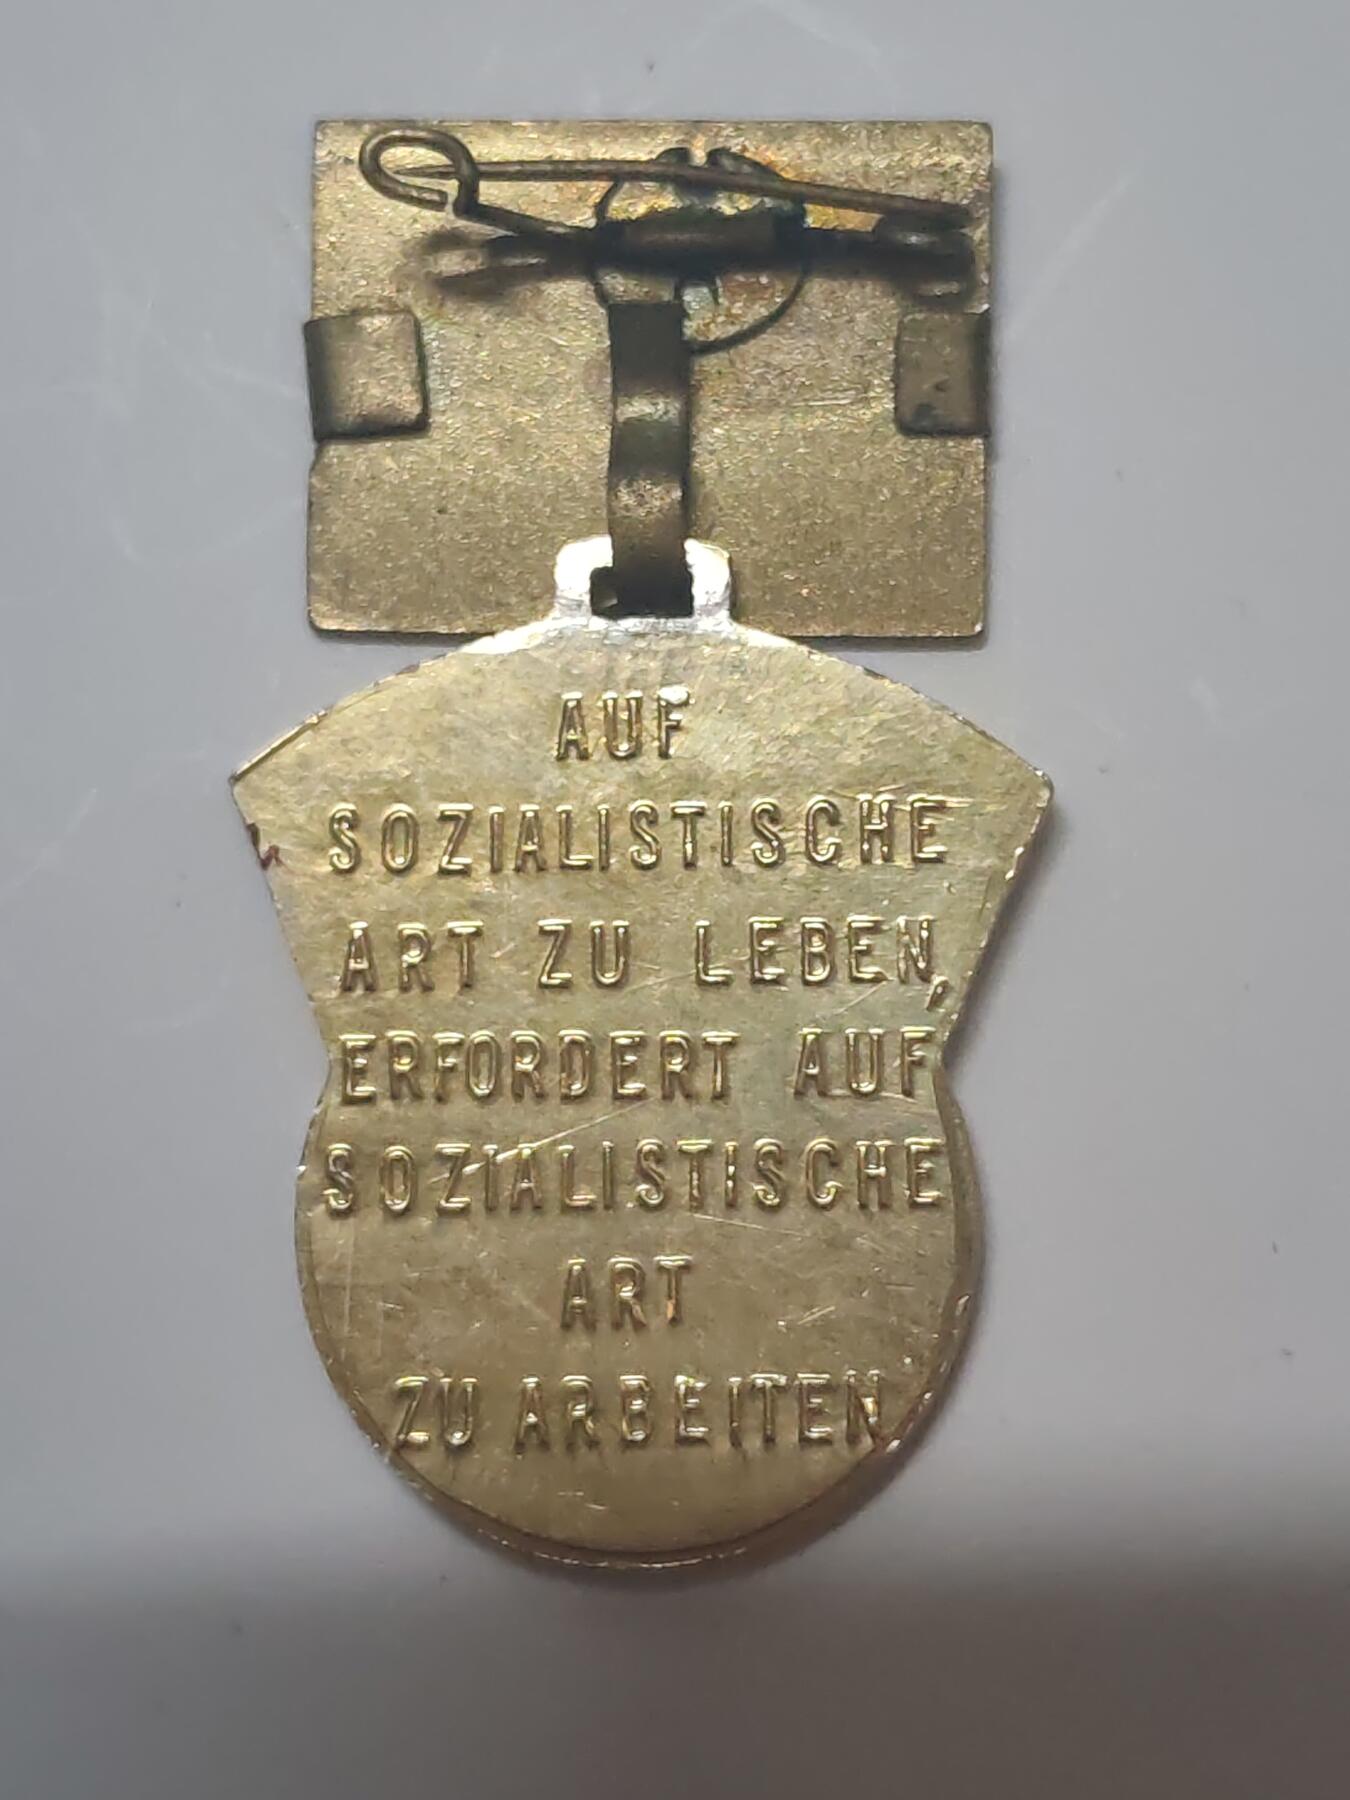 AUF
SOZIALISTISCHE
ART ZU LEBEN,
ERFORDERT AUF
SOZIALISTISCHE
ART
ZU ARBEITEN